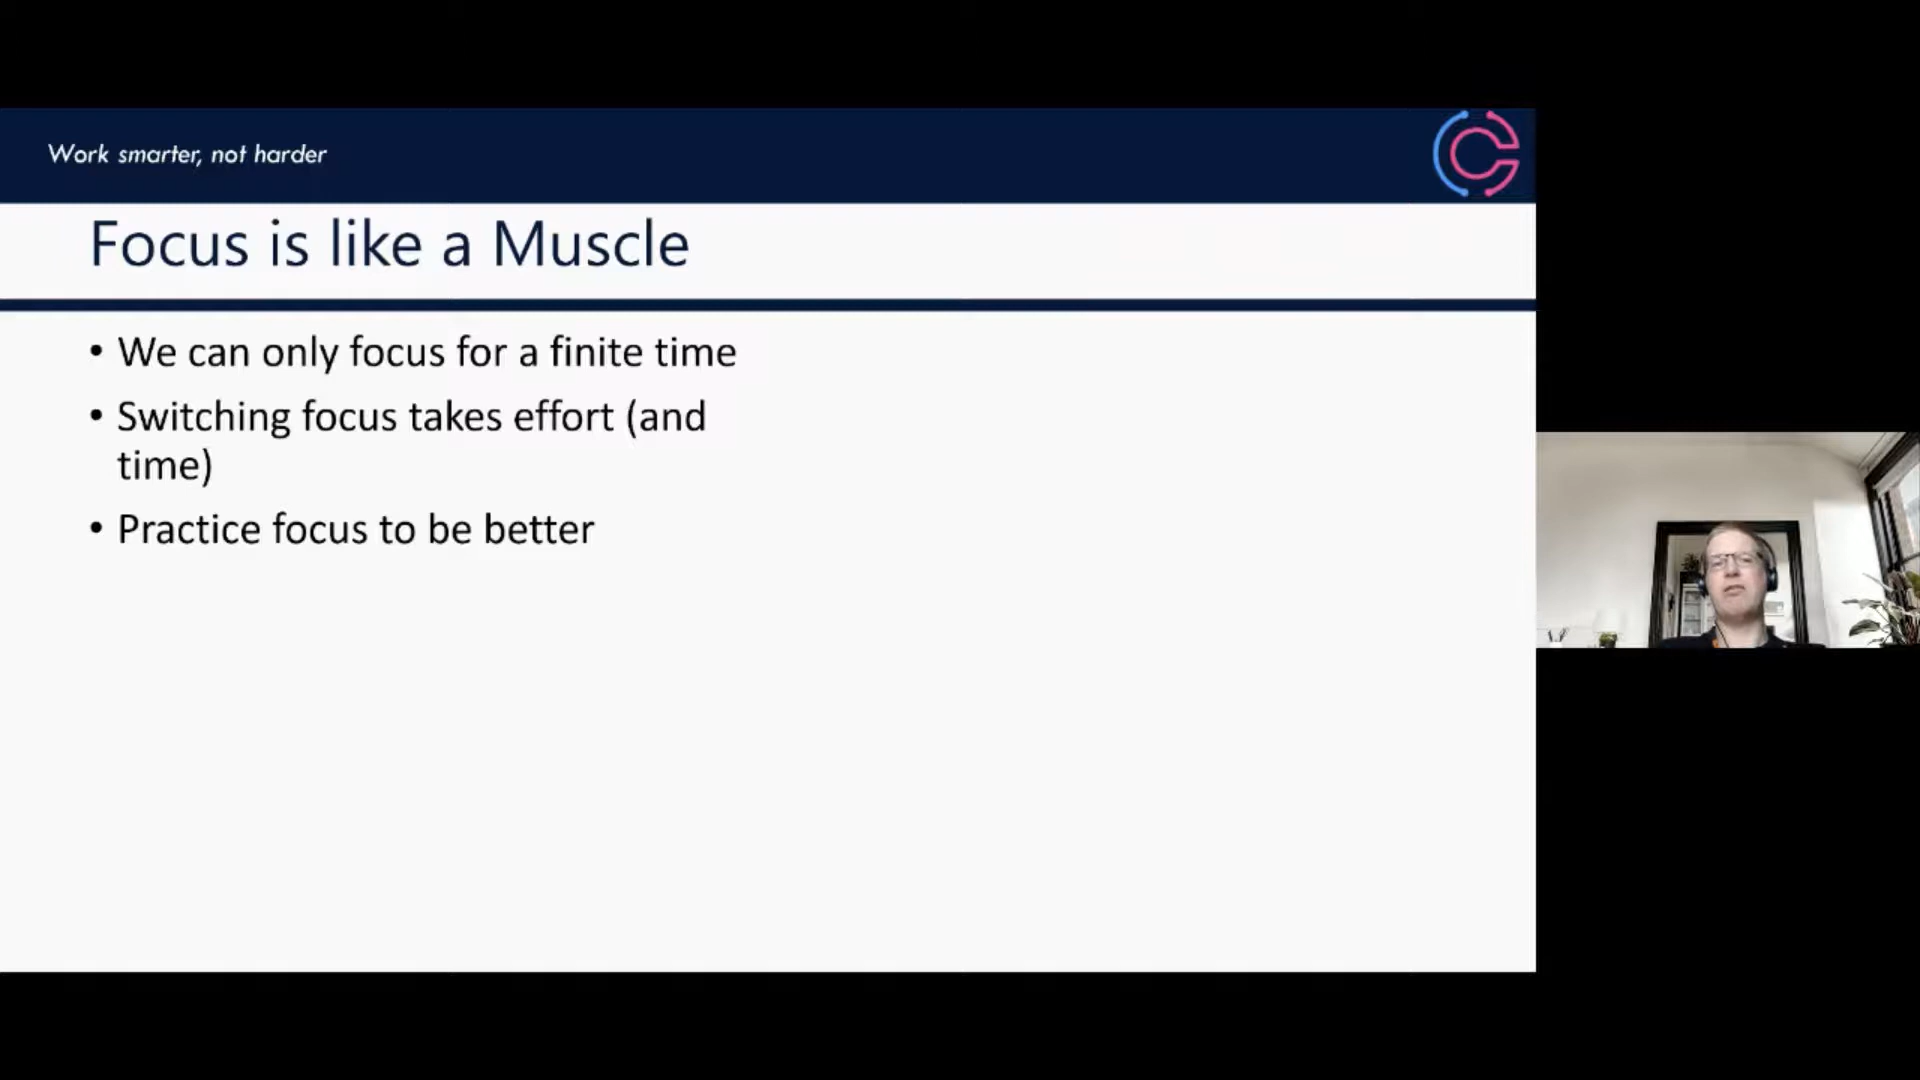 Work smarter, not harder
Focus is like a Muscle
• We can only focus for a finite time
• Switching focus takes effort (and
time)
• Practice focus to be better